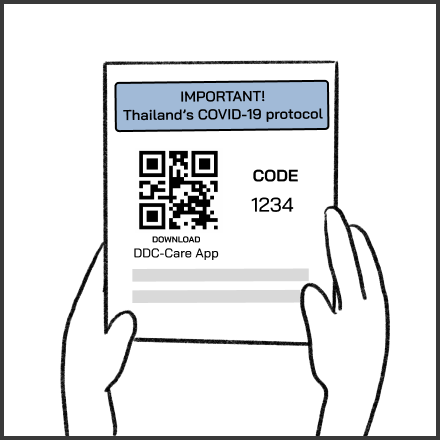 IMPORTANT!
Thailand's COVID-19 protocol
CODE
1234
DOWNLOAD
DDC-Care App